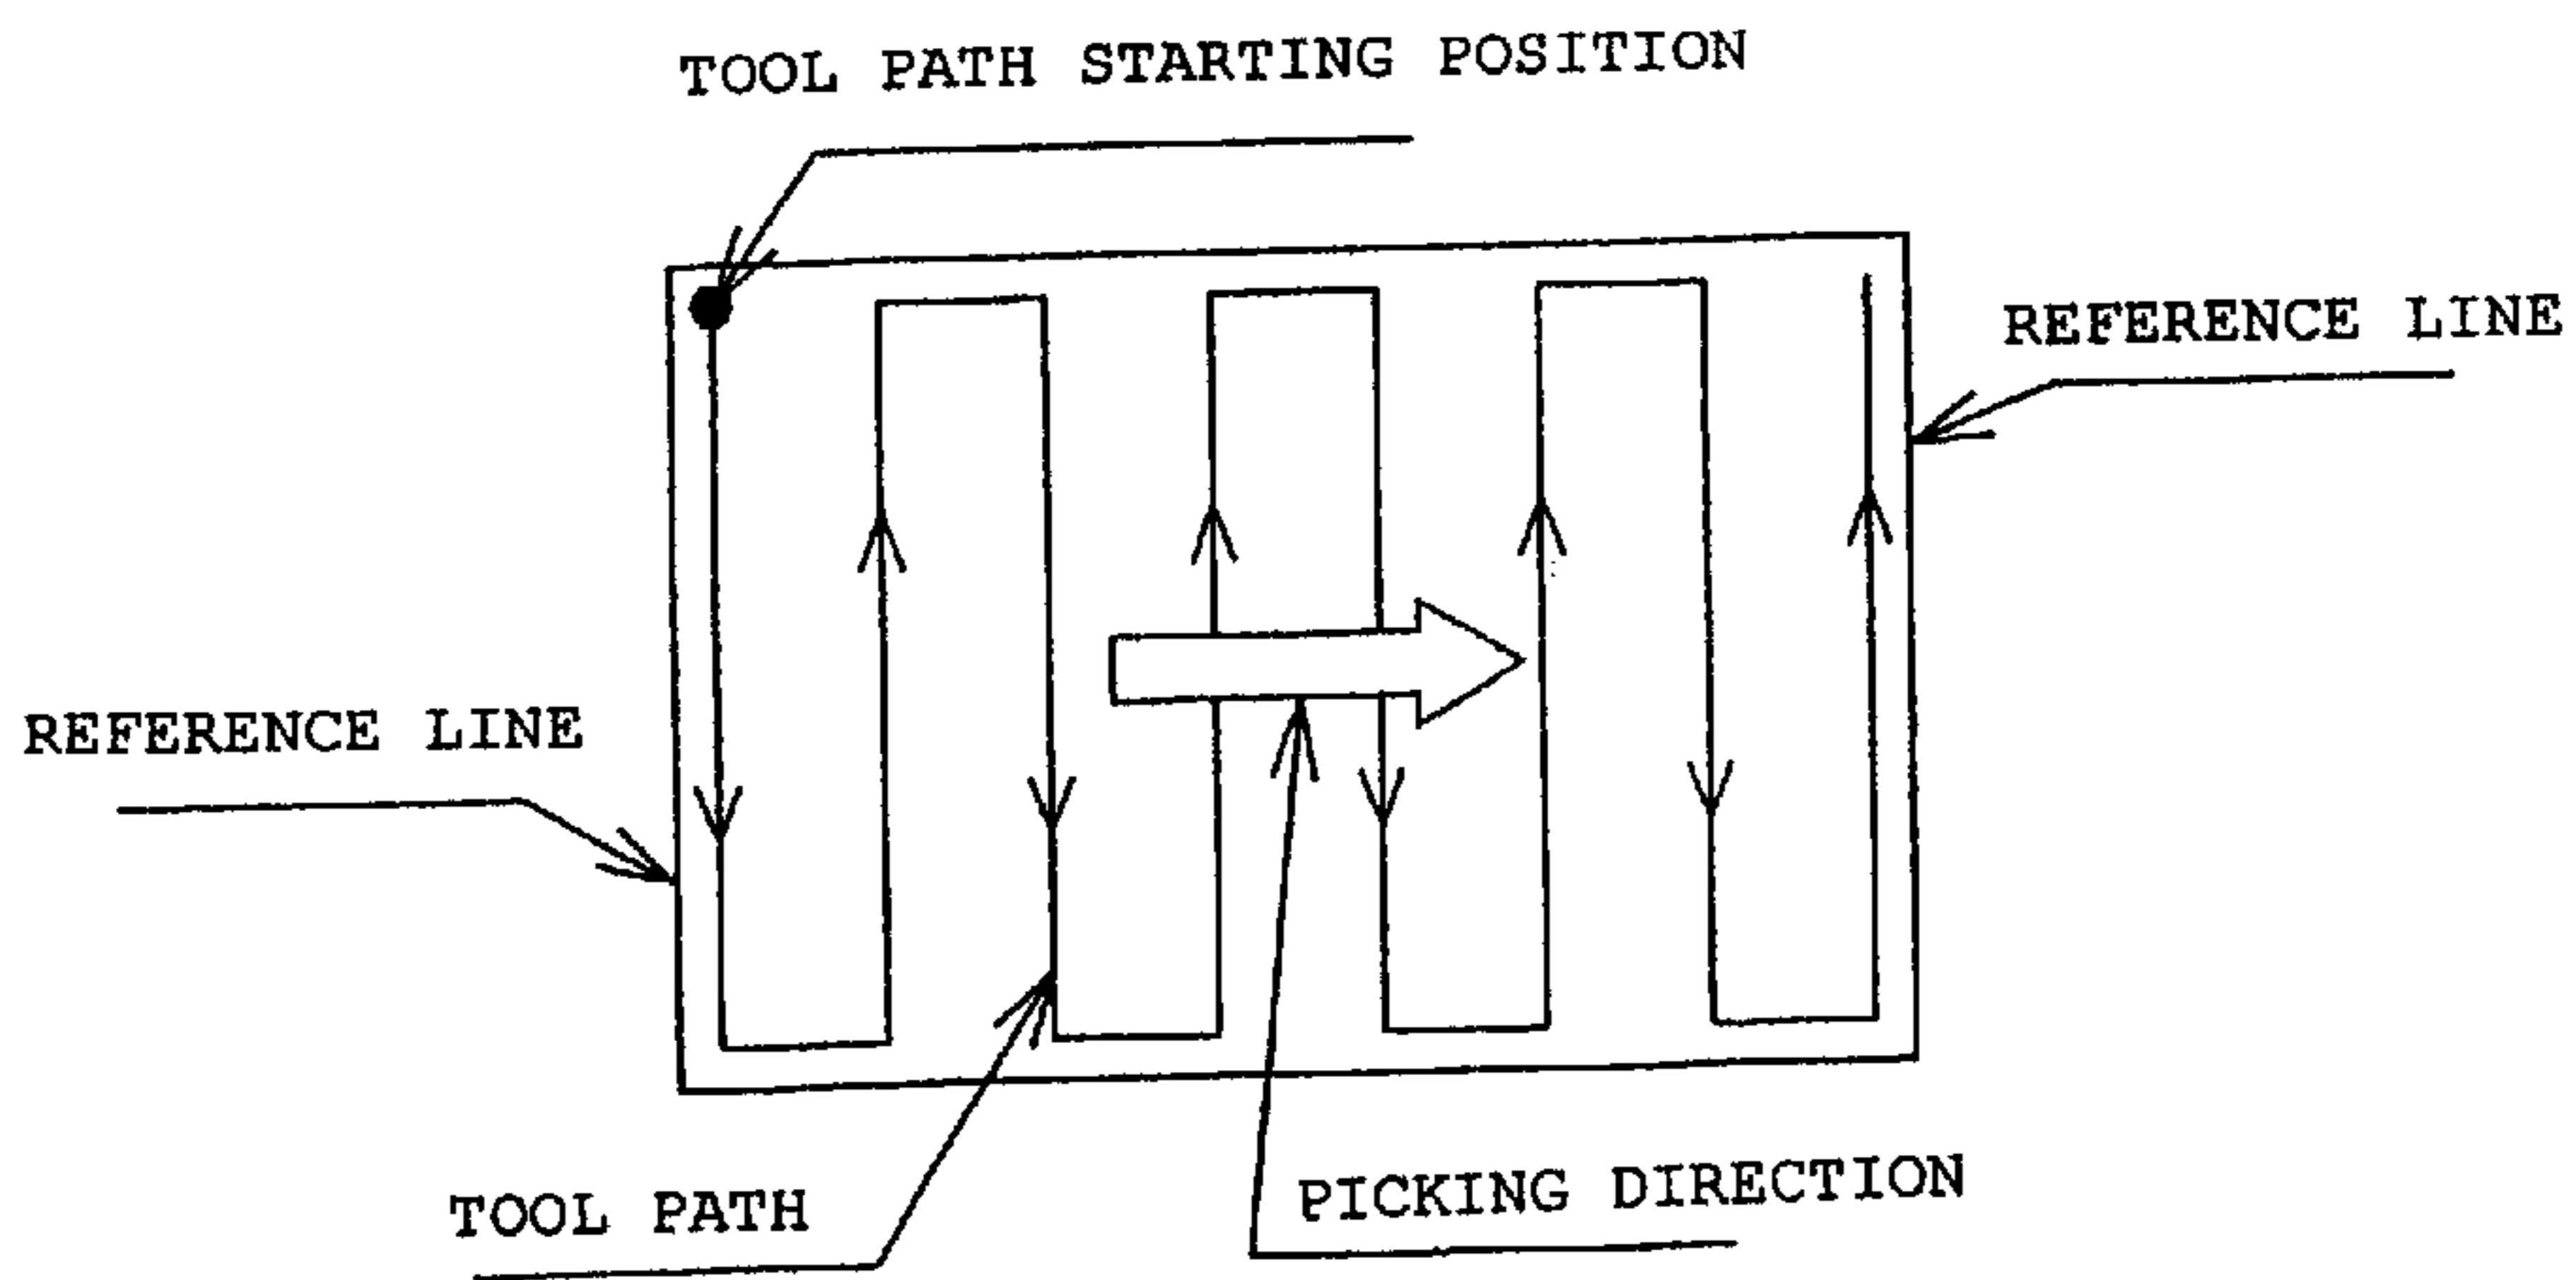 TOOL PATH STARTING POSITION
REFERENCE LINE
REFERENCE LINE
TOOL PATH
PICKING DIRECTION